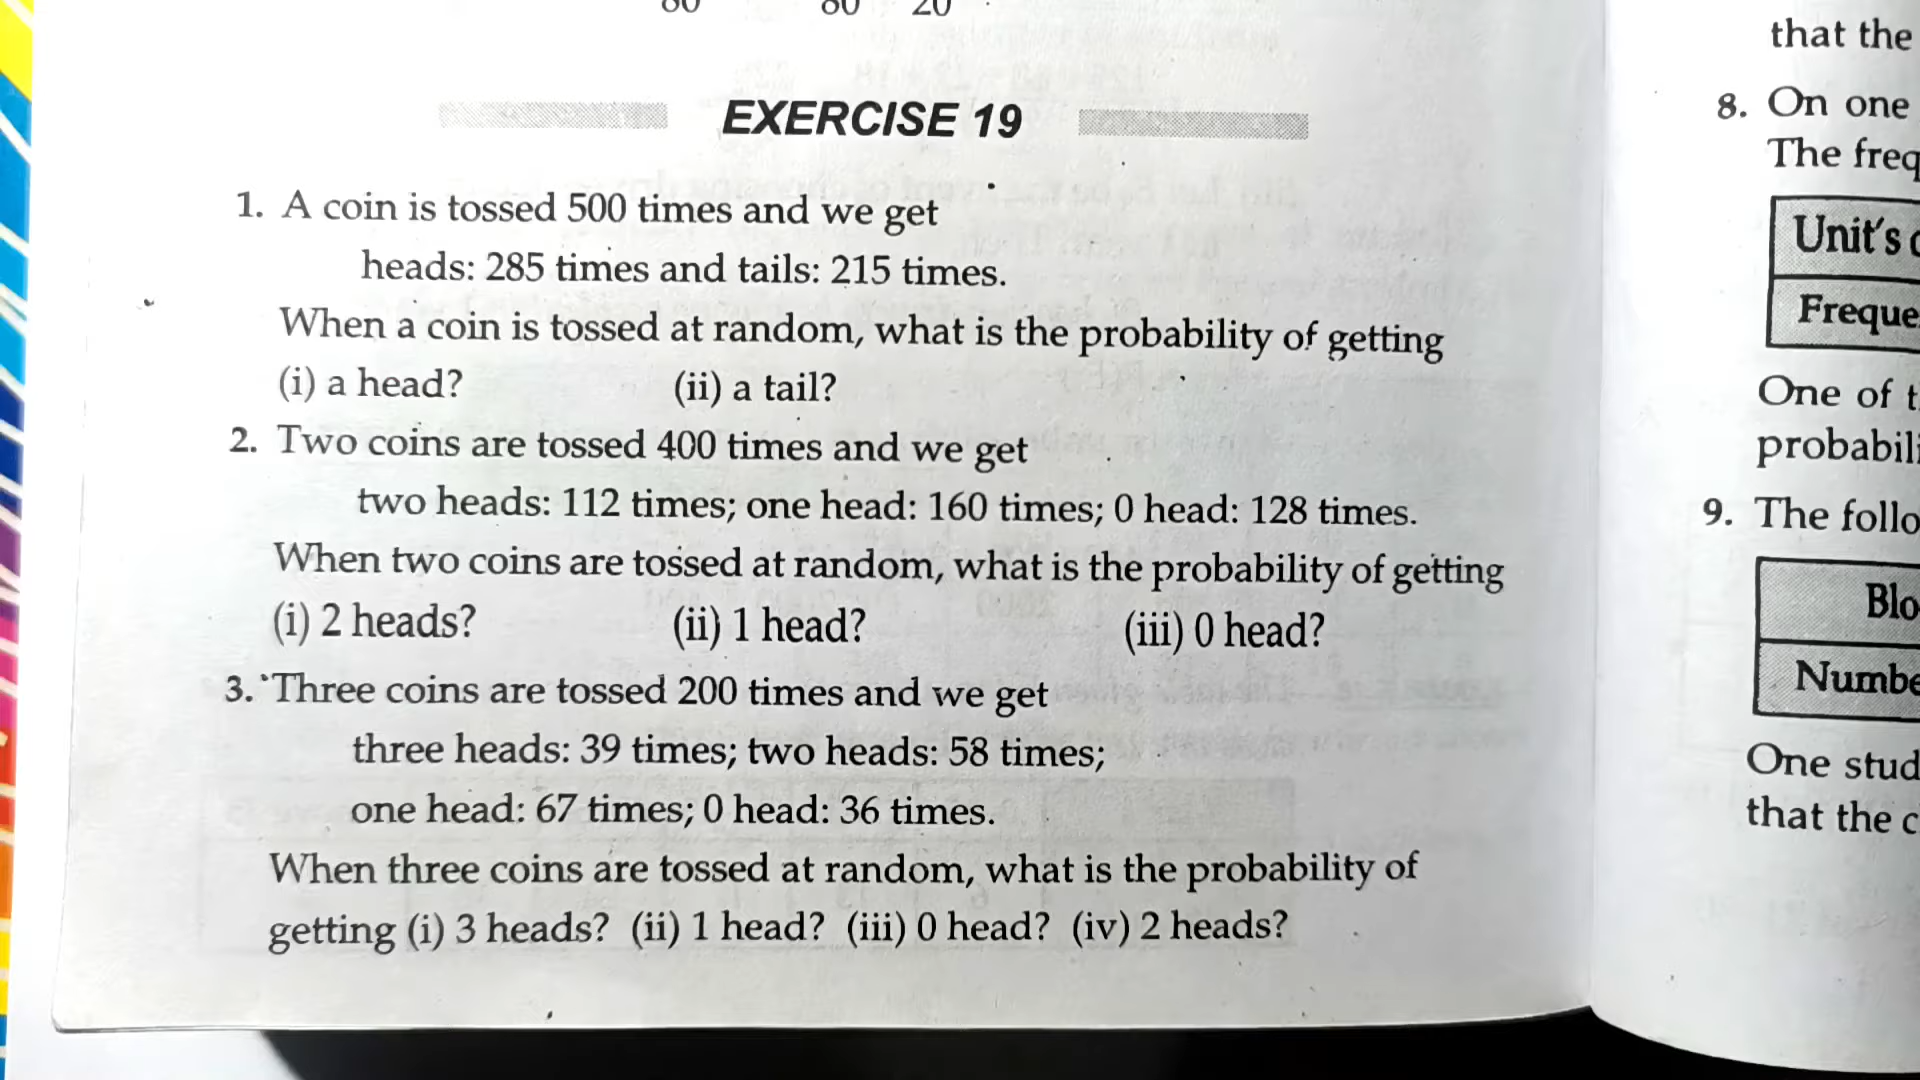 EXERCISE 19
1. A coin is tossed 500 times and we get
heads: 285 times and tails: 215 times.
When a coin is tossed at random, what is the probability of getting
(i) a head? (ii) a tail?
2. Two coins are tossed 400 times and we get
two heads: 112 times; one head: 160 times; 0 head: 128 times.
When two coins are tossed at random, what is the probability of getting
(i) 2 heads? (ii) 1 head? (iii) 0 head?
3. Three coins are tossed 200 times and we get
three heads: 39 times; two heads: 58 times;
one head: 67 times; 0 head: 36 times.
When three coins are tossed at random, what is the probability of
getting (i) 3 heads? (ii) 1 head? (iii) 0 head? (iv) 2 heads?
that the
8. On one
The
Unit's
One of
9. The
One
that the